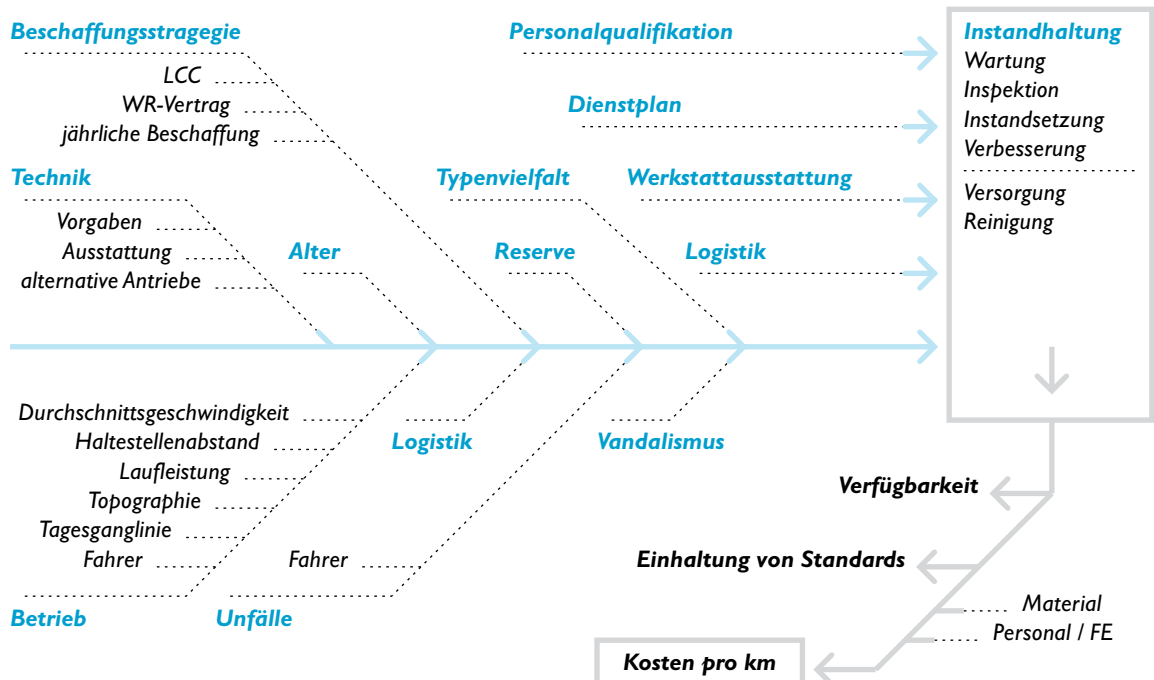 Beschaffungsstragegie
LCC
WR-Vertrag
jährliche Beschaffung
Technik
Vorgaben
Ausstattung
alternative Antriebe
Alter
Typenvielfalt
Reserve
Personalqualifikation
Dienstplan
Werkstattausstattung
Logistik
Instandhaltung
Wartung
Inspektion
Instandsetzung
Verbesserung
Versorgung
Reinigung
Durchschnittsgeschwindigkeit
Haltestellenabstand
Laufleistung
Topographie
Tagesganglinie
Fahrer
Betrieb
Logistik
Fahrer
Unfälle
Vandalismus
Verfügbarkeit
Einhaltung von Standards
Material
Personal / FE
Kosten pro km